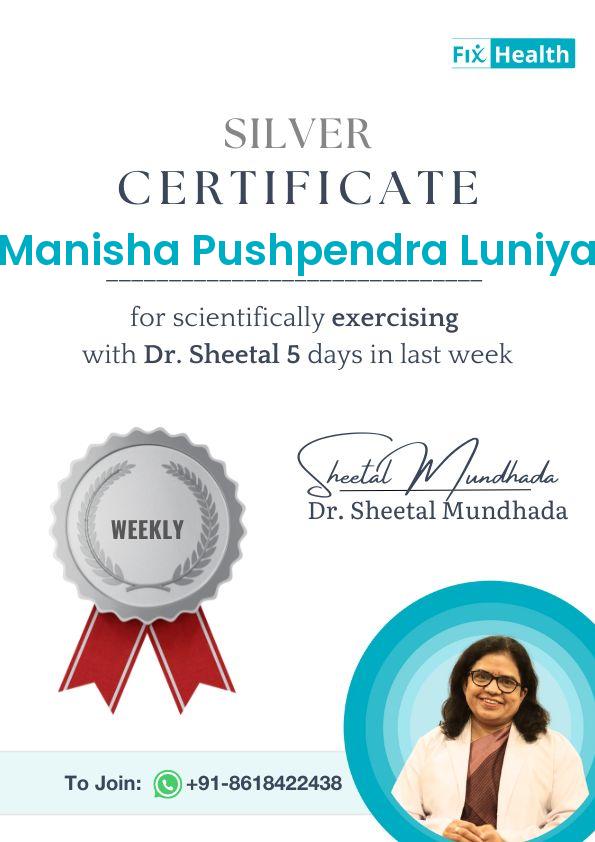 Fix Health
SILVER
CERTIFICATE
Manisha Pushpendra Luniya
for scientifically exercising
with Dr. Sheetal 5 days in last week
WEEKLY
Sheetal Mundhada
Dr. Sheetal Mundhada
To Join: +91-8618422438